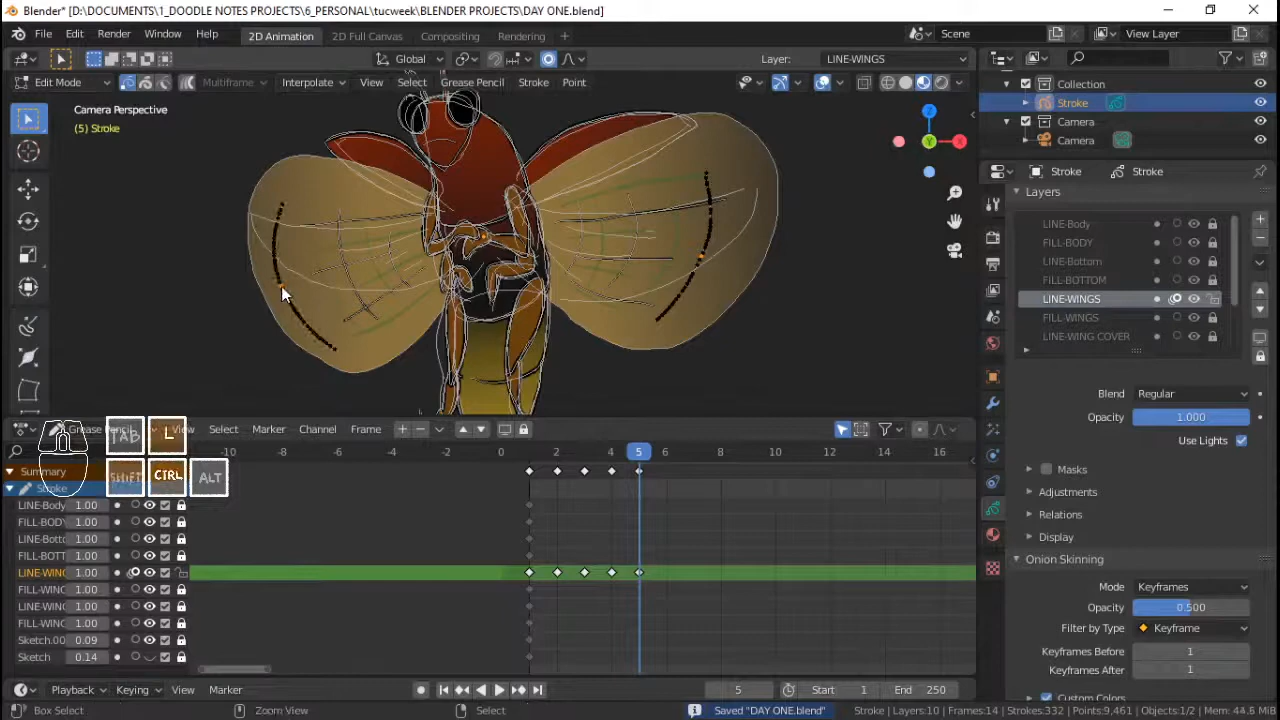 Blender* [D:\DOCUMENTS\1_DOODLE NOTES PROJECTS\6_PERSONAL\tucweek\BLENDER PROJECTS\DAY ONE.blend]
File Edit Render Window Help 2D Animation 2D Full Canvas Compositing Rendering + Scene View Layer
Global Layer: LINE-WINGS
Edit Mode Multiframe Interpolate View Select Grease Pencil Stroke Point
Collection
Stroke
Camera
Camera
Camera Perspective
(5) Stroke
Stroke Stroke
Layers
LINE-Body
FILL-BODY
LINE-Bottom
FILL-BOTTOM
LINE-WINGS
FILL-WINGS
LINE-WING COVER
Blend Regular
Opacity 1.000
Use Lights
Masks
Adjustments
Relations
Display
Onion Skinning
Mode Keyframes
Opacity 0.500
Filter by Type Keyframe
Keyframes Before 1
Keyframes After 1
Custom Colors
Grease Pencil View Select Marker Channel Frame
TAB L
SHIFT CTRL ALT
-10 -8 -6 -4 -2 0 2 4 5 6 8 10 12 14 16
Summary
Stroke
LINE-Body 1.00
FILL-BODY 1.00
LINE-Botto 1.00
FILL-BOTT 1.00
LINE-WING 1.00
FILL-WING 1.00
LINE-WING 1.00
FILL-WING 1.00
Sketch.00 0.09
Sketch 0.14
Playback Keying View Marker 5 Start 1 End 250
Box Select Zoom View Select Saved "DAY ONE.blend" Stroke | Layers:10 | Frames:14 | Strokes:332 | Points:9,461 | Objects:1/2 | Mem: 44.6 MiB